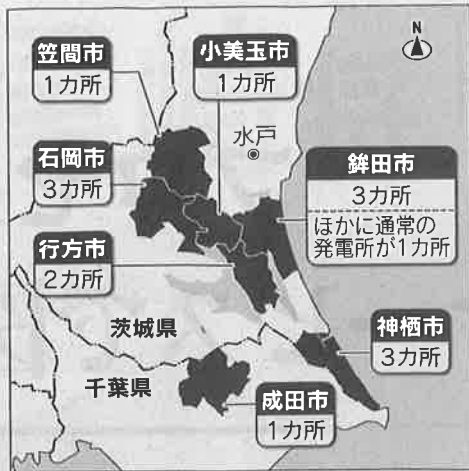 N
笠間市
1カ所
小美玉市
1カ所
水戸
石岡市
3カ所
鉾田市
3カ所
ほかに通常の
発電所が1カ所
行方市
2カ所
茨城県
神栖市
3カ所
千葉県
成田市
1カ所